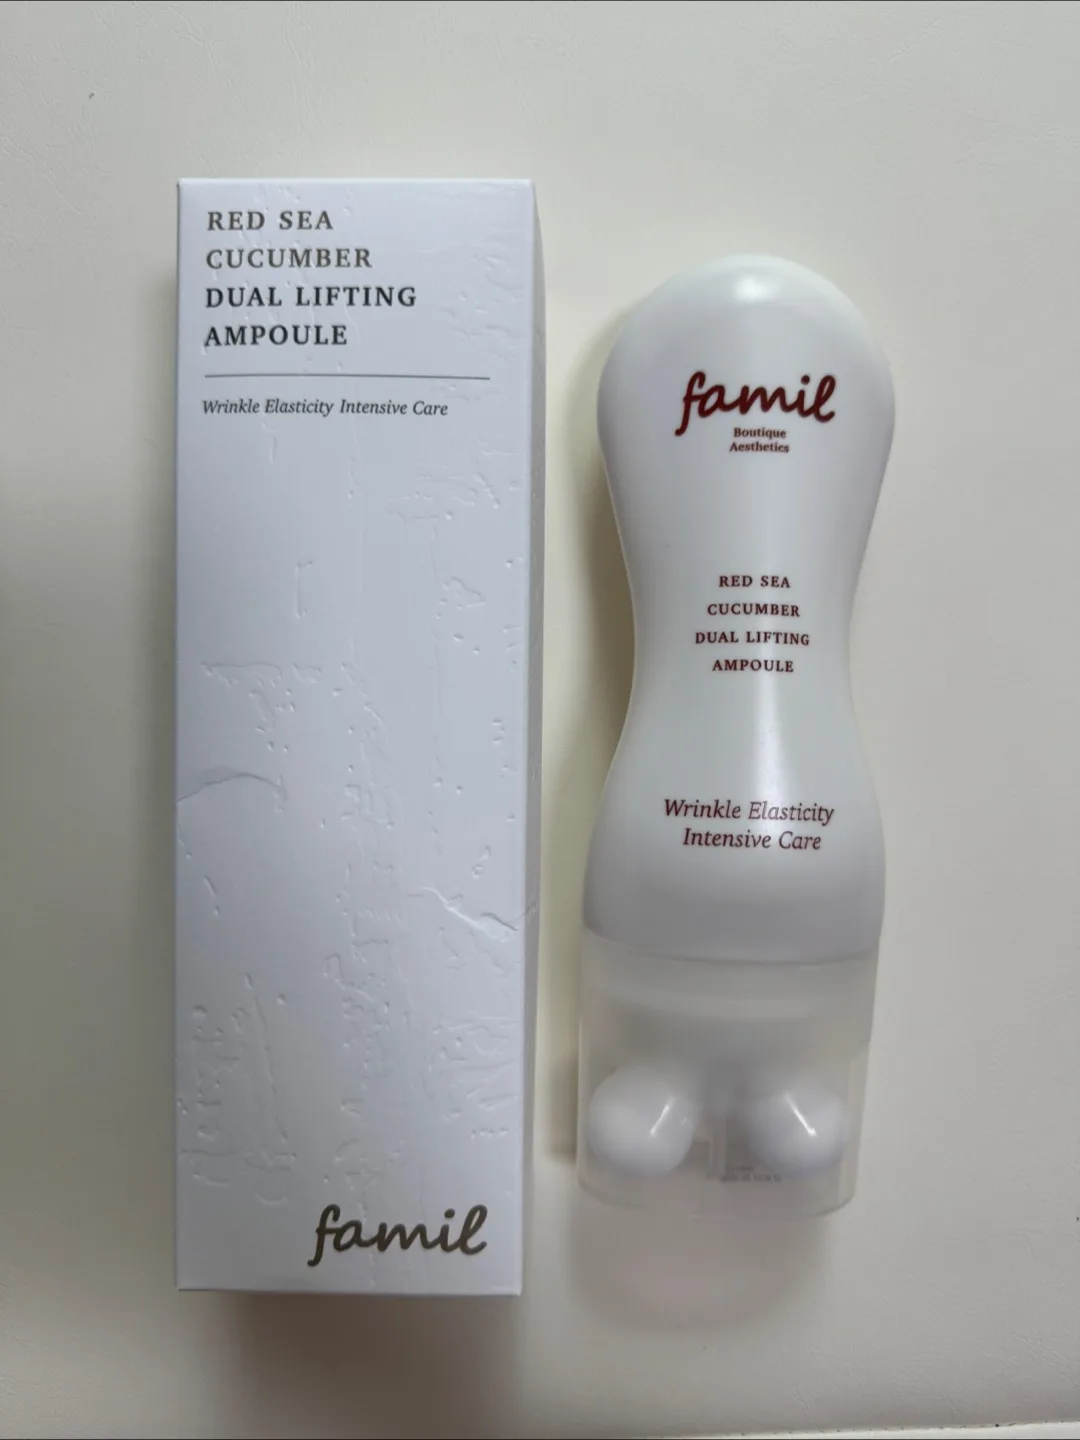 RED SEA
CUCUMBER
DUAL LIFTING
AMPOULE
Wrinkle Elasticity Intensive Care
famil
famil
Boutique
Aesthetics
RED SEA
CUCUMBER
DUAL LIFTING
AMPOULE
Wrinkle Elasticity
Intensive Care